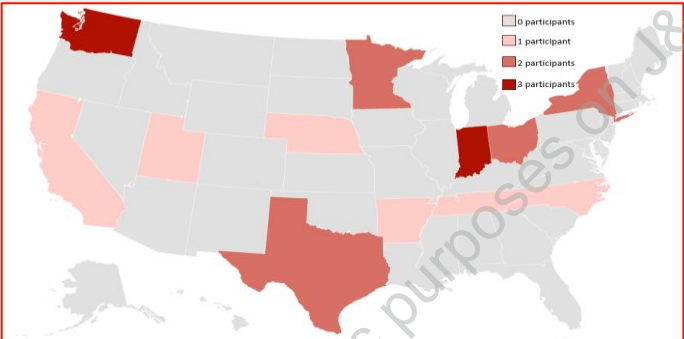 0 participants
1 participant
2 participants
3 participants
s purposes on J&